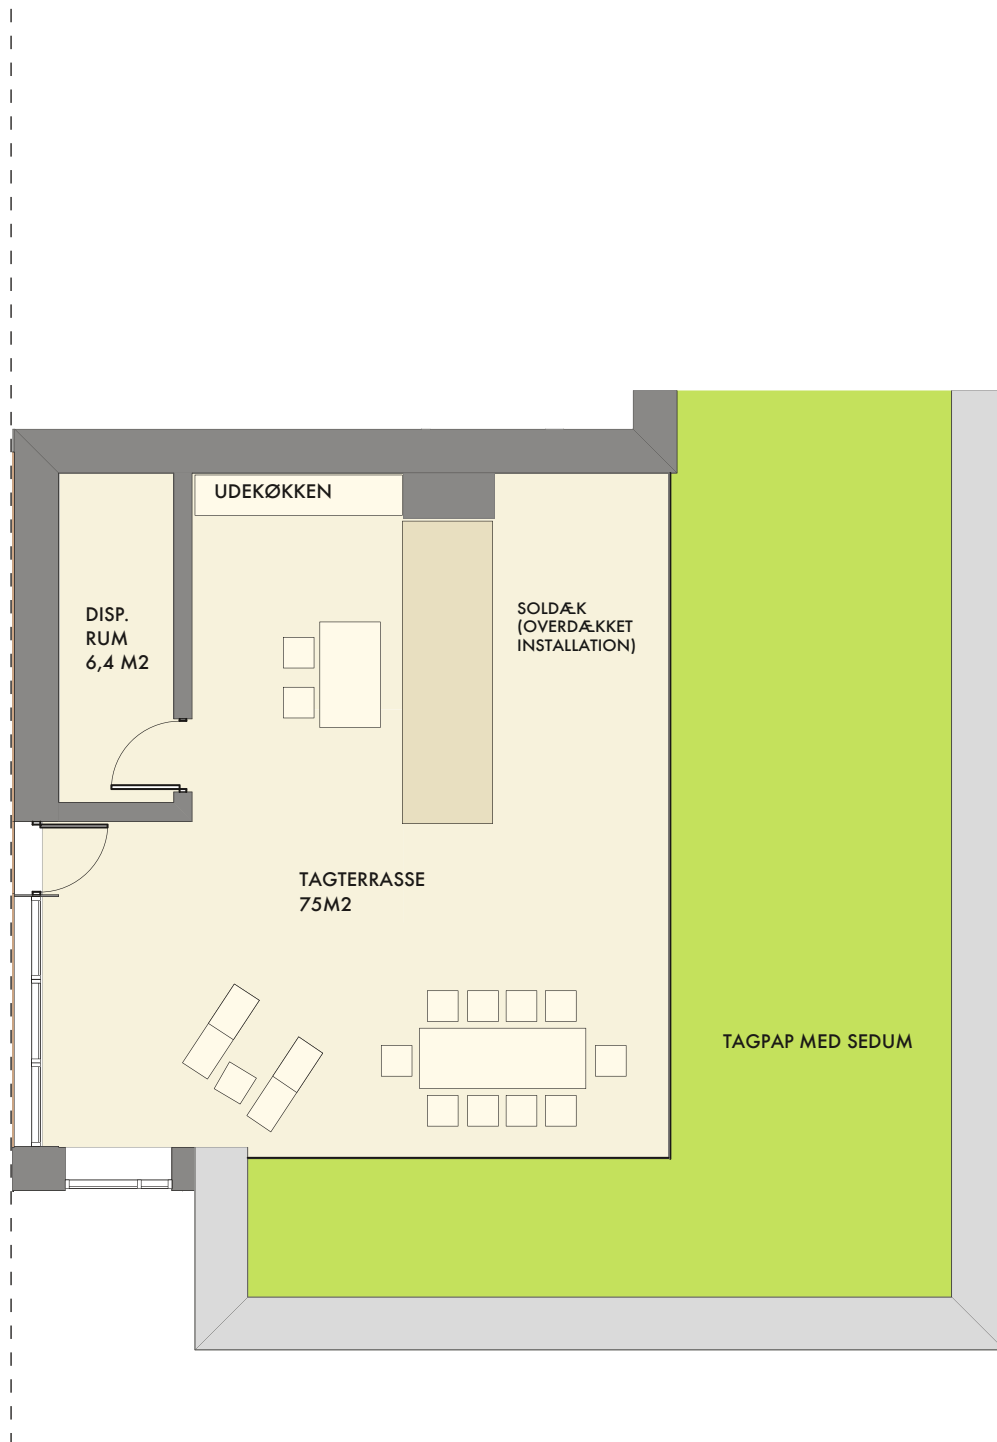 UDEKØKKEN
DISP.
RUM
6,4 M2
SOLDÆK
(OVERDÆKKET
INSTALLATION)
TAGTERRASSE
75M2
TAGPAP MED SEDUM